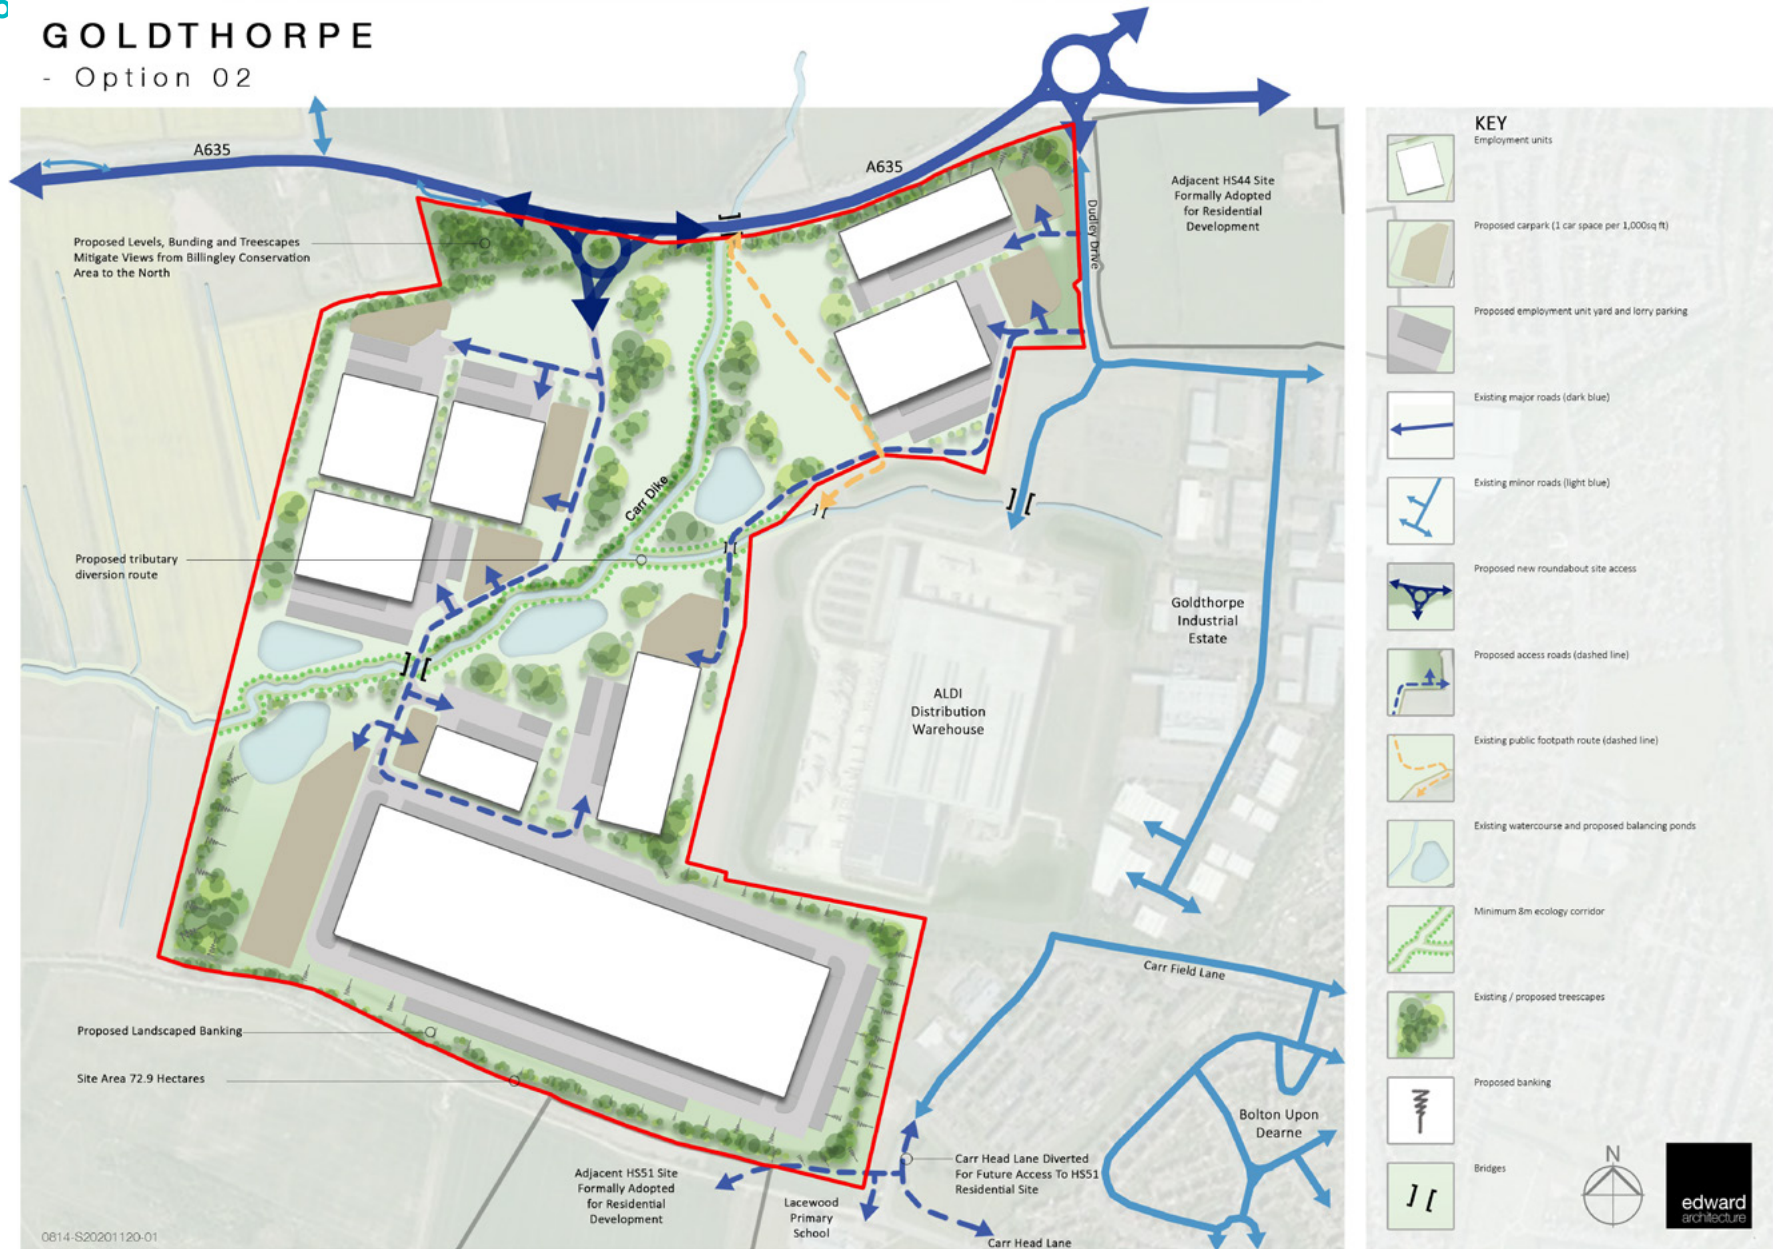 GOLDTHORPE
- Option 02
A635
A635
Proposed Levels, Bunding and Treescapes
Mitigate Views from Billingley Conservation
Area to the North
Dudley Drive
Adjacent HS44 Site
Formally Adopted
for Residential
Development
Carr Dike
Proposed tributary
diversion route
Goldthorpe
Industrial
Estate
ALDI
Distribution
Warehouse
Carr Field Lane
Proposed Landscaped Banking
Site Area 72.9 Hectares
Bolton Upon
Dearne
Carr Head Lane Diverted
For Future Access To HS51
Residential Site
Adjacent HS51 Site
Formally Adopted
for Residential
Development
Lacewood
Primary
School
Carr Head Lane
0814-S20201120-01
KEY
Employment units
Proposed carpark (1 car space per 1,000sq ft)
Proposed employment unit yard and lorry parking
Existing major roads (dark blue)
Existing minor roads (light blue)
Proposed new roundabout site access
Proposed access roads (dashed line)
Existing public footpath route (dashed line)
Existing watercourse and proposed balancing ponds
Minimum 8m ecology corridor
Existing / proposed treescapes
Proposed banking
Bridges
N
edward
architecture